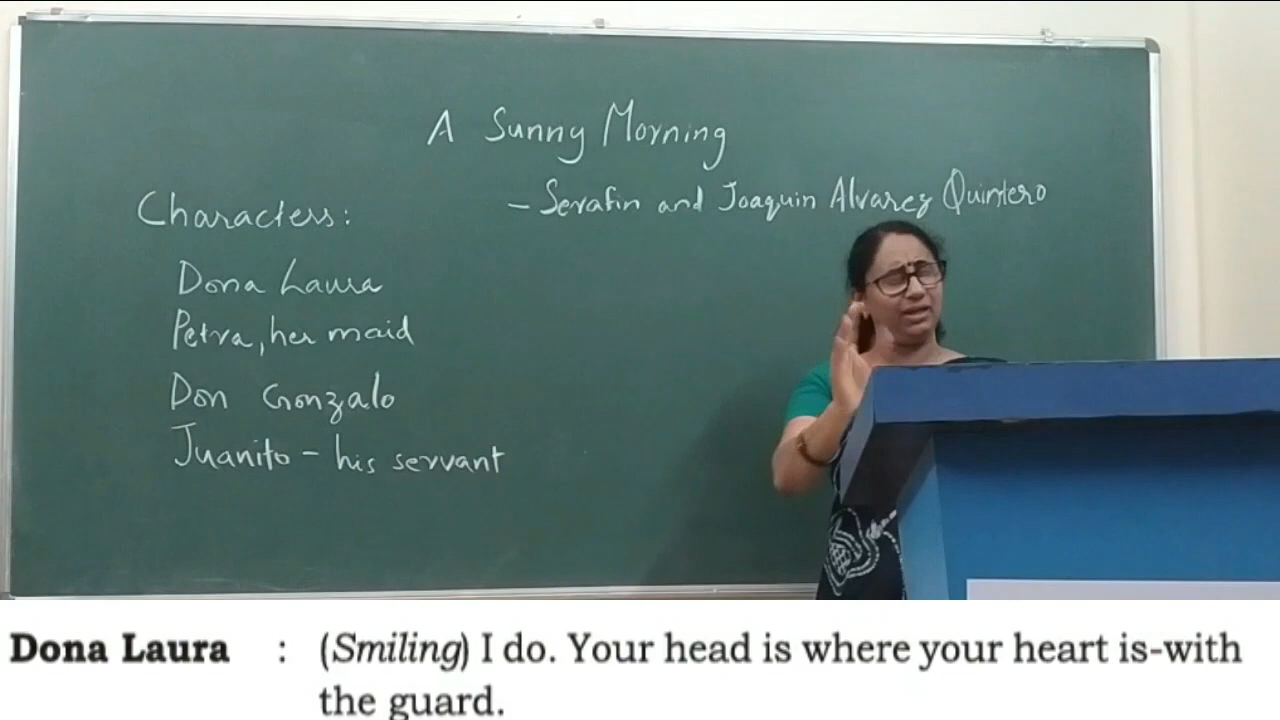 A Sunny Morning
- Serafin and Joaquin Alvarez Quintero
Characters:
Dona Laura
Petra, her maid
Don Gonzalo
Juanito - his servant
Dona Laura : (Smiling) I do. Your head is where your heart is-with
the guard.